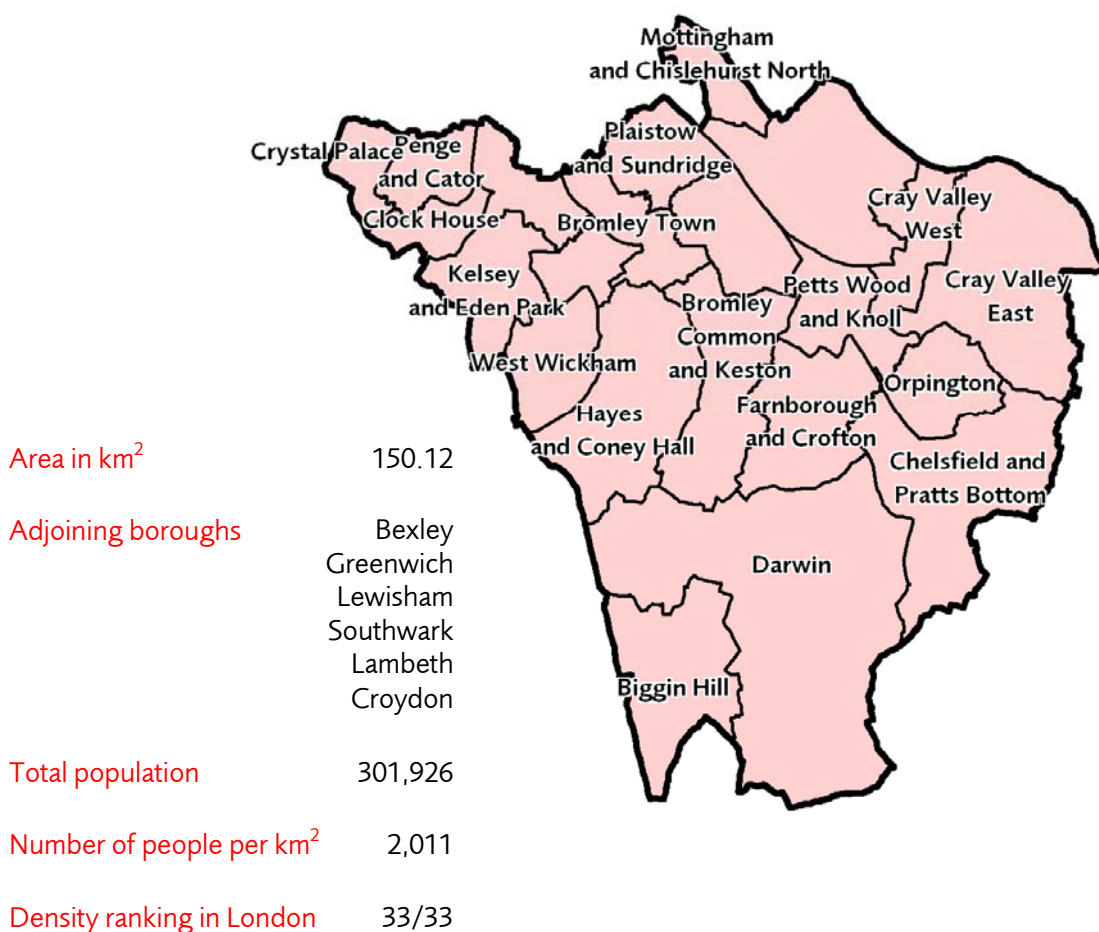 Mottingham
and Chislehurst North
Plaistow
and Sundridge
Crystal Palace
Penge
and Cator
Clock House
Bromley Town
Cray Valley
West
Kelsey
and Eden Park
Bromley
Common
and Keston
Petts Wood
and Knoll
Cray Valley
East
West Wickham
Orpington
Hayes
and Coney Hall
Farnborough
and Crofton
Chelsfield and
Pratts Bottom
Darwin
Biggin Hill
Area in km² 150.12
Adjoining boroughs Bexley
Greenwich
Lewisham
Southwark
Lambeth
Croydon
Total population 301,926
Number of people per km² 2,011
Density ranking in London 33/33